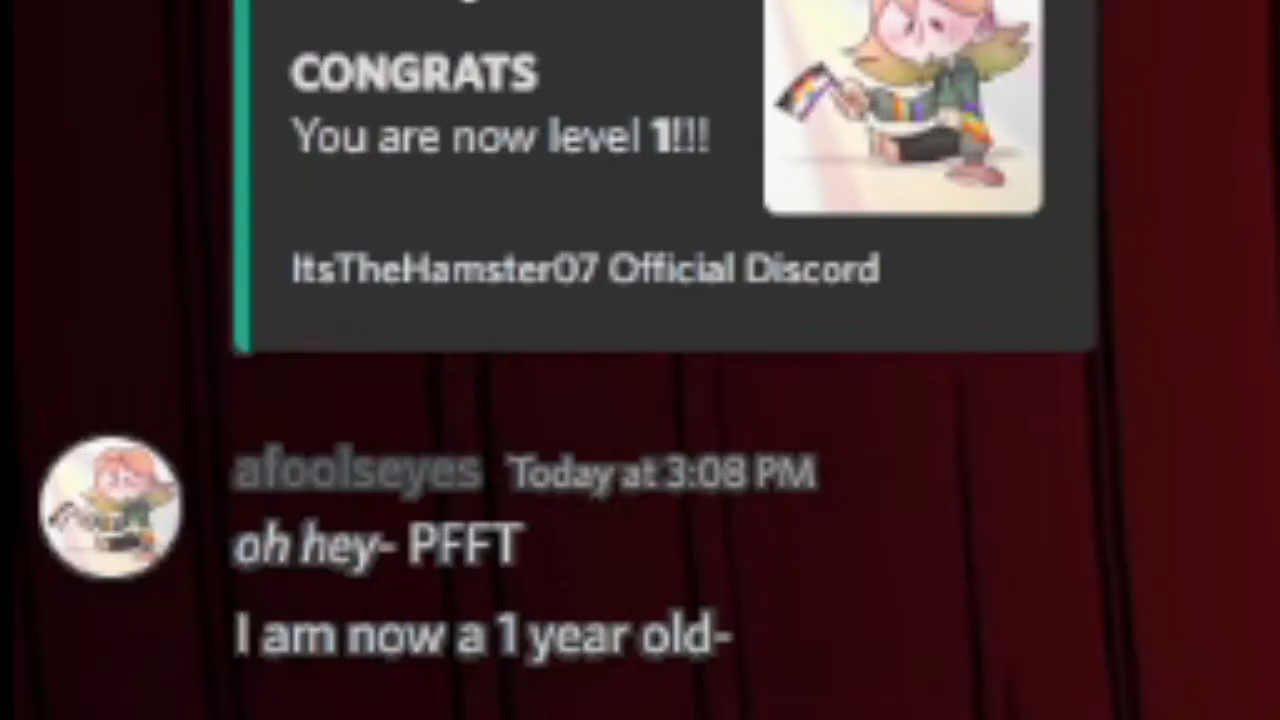 CONGRATS
You are now level 1!!!
ItsTheHamster07 Official Discord
afoolseyes Today at 3:08 PM
oh hey- PFFT
I am now a 1 year old-